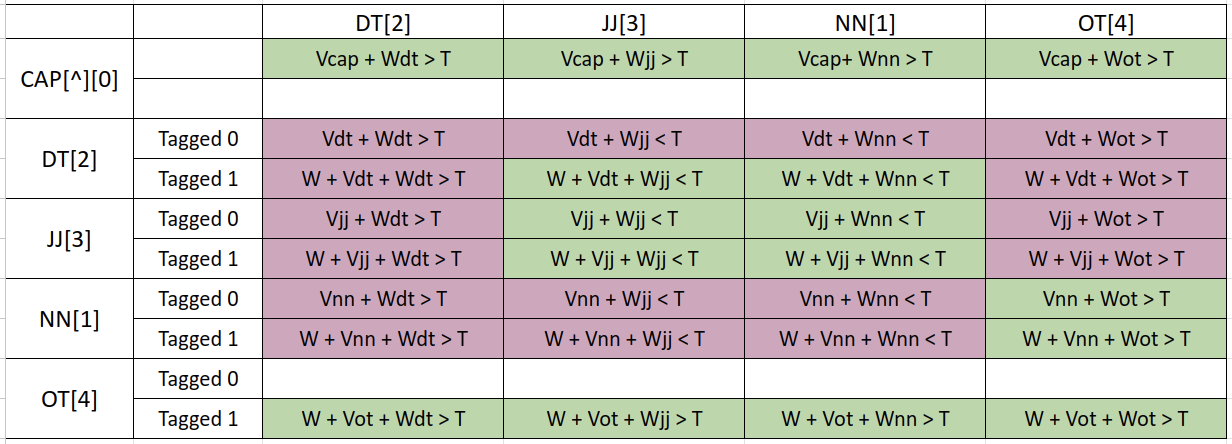 DT[2] JJ[3] NN[1] OT[4]
CAP[^][0] Vcap + Wdt > T Vcap + Wjj > T Vcap+ Wnn > T Vcap + Wot > T
DT[2] Tagged 0 Vdt + Wdt > T Vdt + Wjj < T Vdt + Wnn < T Vdt + Wot > T
Tagged 1 W + Vdt + Wdt > T W + Vdt + Wjj < T W + Vdt + Wnn < T W + Vdt + Wot > T
JJ[3] Tagged 0 Vjj + Wdt > T Vjj + Wjj < T Vjj + Wnn < T Vjj + Wot > T
Tagged 1 W + Vjj + Wdt > T W + Vjj + Wjj < T W + Vjj + Wnn < T W + Vjj + Wot > T
NN[1] Tagged 0 Vnn + Wdt > T Vnn + Wjj < T Vnn + Wnn < T Vnn + Wot > T
Tagged 1 W + Vnn + Wdt > T W + Vnn + Wjj < T W + Vnn + Wnn < T W + Vnn + Wot > T
OT[4] Tagged 0
Tagged 1 W + Vot + Wdt > T W + Vot + Wjj > T W + Vot + Wnn > T W + Vot + Wot > T